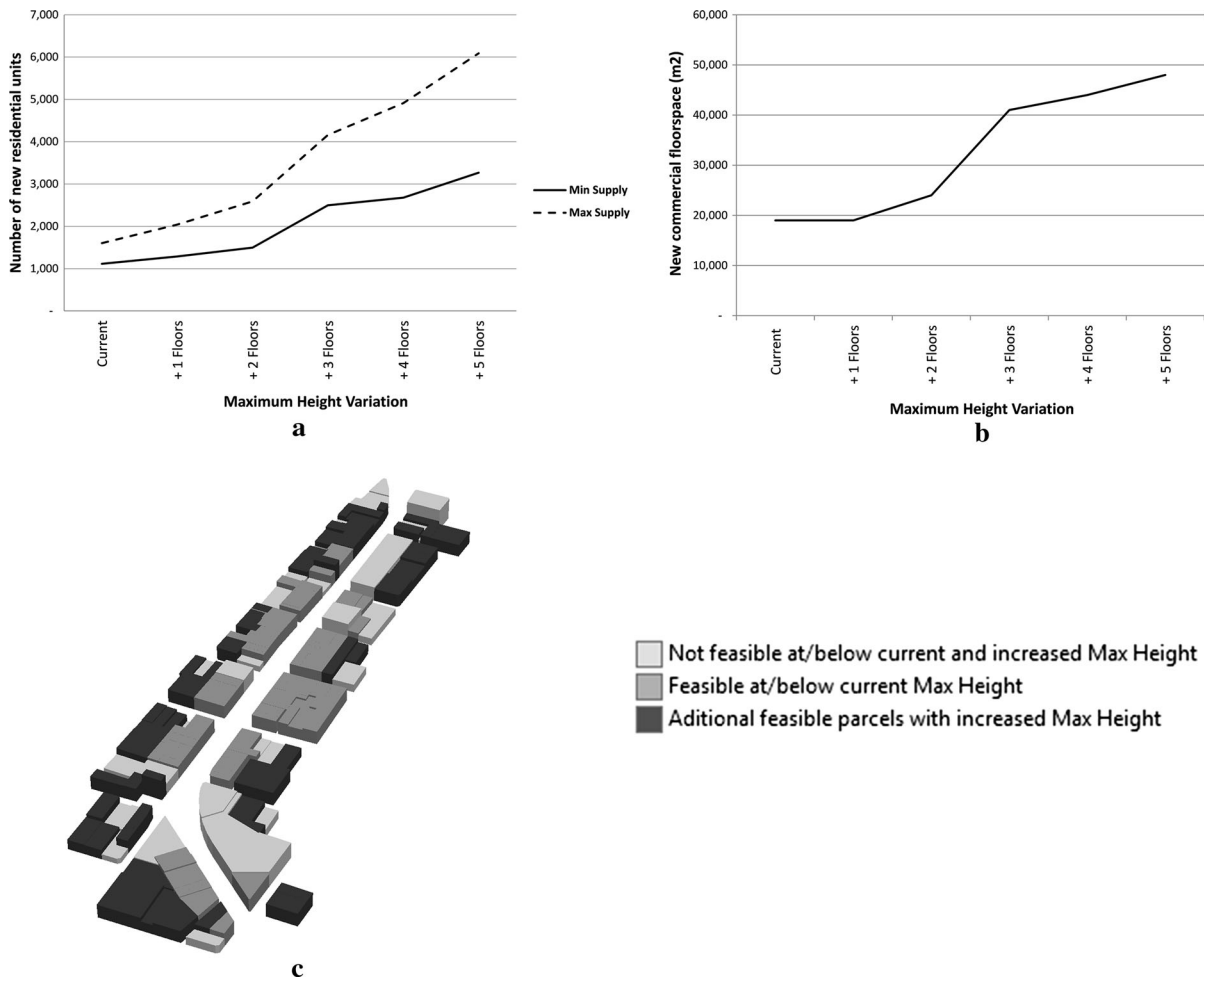 7,000
6,000
5,000
4,000
3,000
2,000
1,000
-
Number of new residential units
Current
+ 1 Floors
+ 2 Floors
+ 3 Floors
+ 4 Floors
+ 5 Floors
Maximum Height Variation
Min Supply
Max Supply
a
60,000
50,000
40,000
30,000
20,000
10,000
-
New commercial floorspace (m2)
Current
+ 1 Floors
+ 2 Floors
+ 3 Floors
+ 4 Floors
+ 5 Floors
Maximum Height Variation
b
Not feasible at/below current and increased Max Height
Feasible at/below current Max Height
Aditional feasible parcels with increased Max Height
c